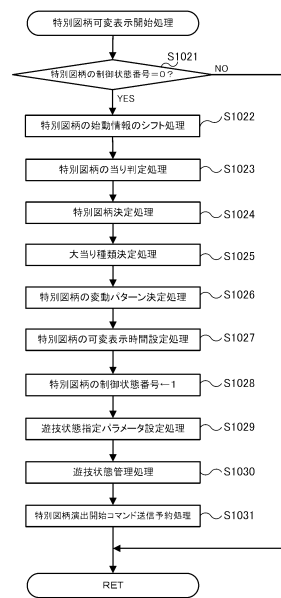 特別図柄可変表示開始処理
S1021
特別図柄の制御状態番号=0?
NO
YES
特別図柄の始動情報のシフト処理
S1022
特別図柄の当り判定処理
S1023
特別図柄決定処理
S1024
大当り種類決定処理
S1025
特別図柄の変動パターン決定処理
S1026
特別図柄の可変表示時間設定処理
S1027
特別図柄の制御状態番号←1
S1028
遊技状態指定パラメータ設定処理
S1029
遊技状態管理処理
S1030
特別図柄演出開始コマンド送信予約処理
S1031
RET